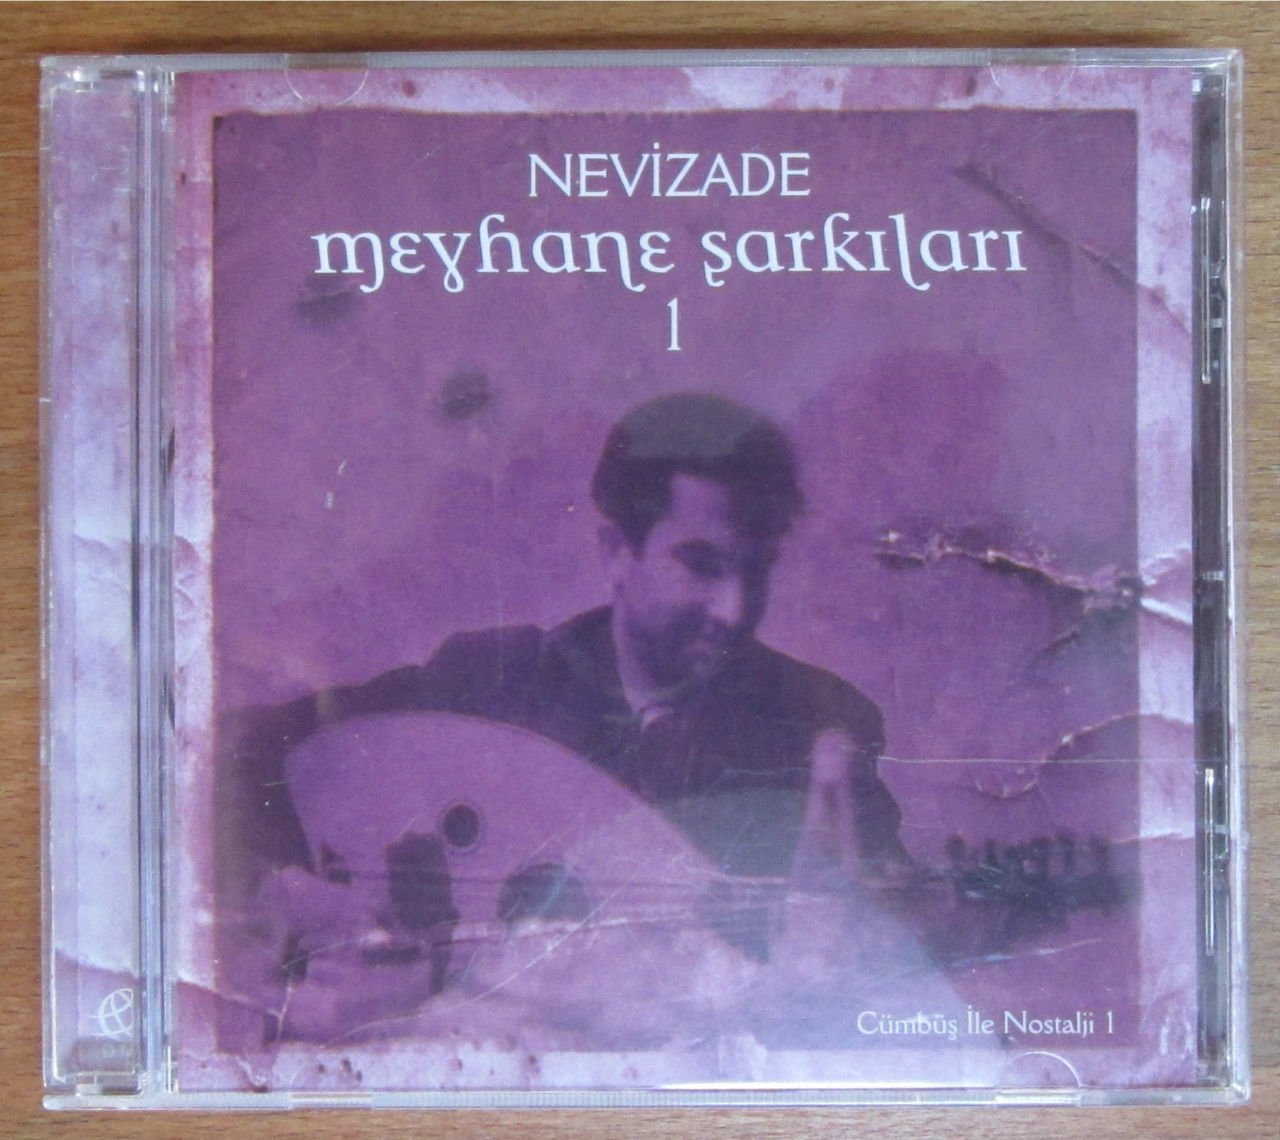 NEVİZADE
meyhane şarkıları
1
Cümbüş İle Nostalji 1